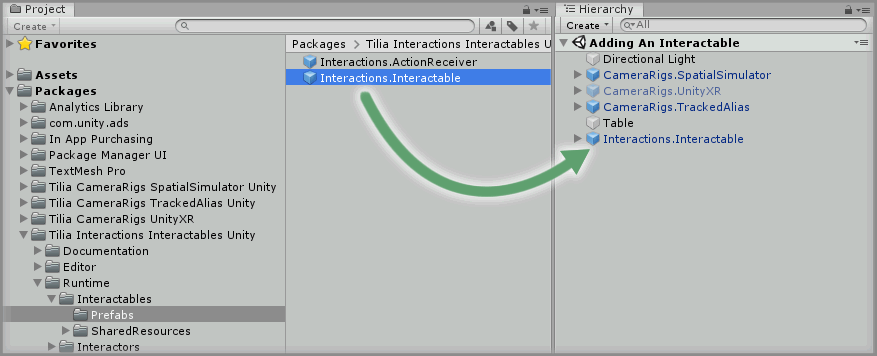 Project
Create
Favorites
Assets
Packages
Analytics Library
com.unity.ads
In App Purchasing
Package Manager UI
TextMesh Pro
Tilia CameraRigs SpatialSimulator Unity
Tilia CameraRigs TrackedAlias Unity
Tilia CameraRigs UnityXR
Tilia Interactions Interactables Unity
Documentation
Editor
Runtime
Interactables
Prefabs
SharedResources
Interactors
Packages > Tilia Interactions Interactables U
Interactions.ActionReceiver
Interactions.Interactable
Hierarchy
Create All
Adding An Interactable
Directional Light
CameraRigs.SpatialSimulator
CameraRigs.UnityXR
CameraRigs.TrackedAlias
Table
Interactions.Interactable